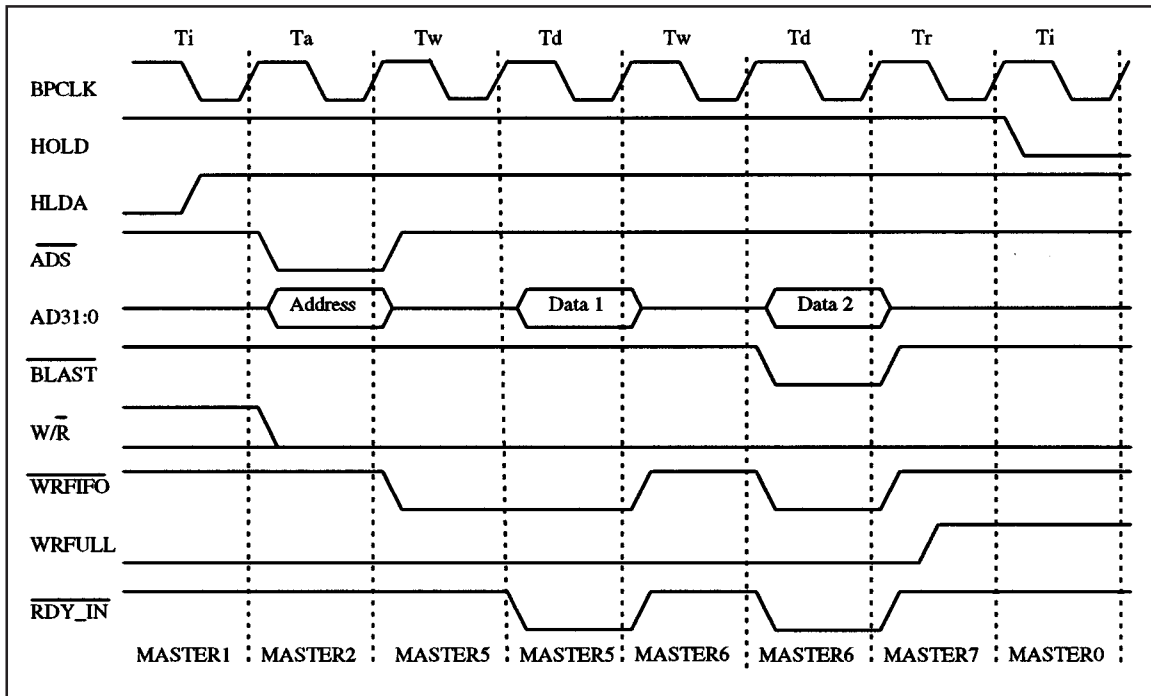 Ti Ta Tw Td Tw Td Tr Ti
BPCLK
HOLD
HLDA
ADS
Address Data 1 Data 2
AD31:0
BLAST
W/R
WRFIFO
WRFULL
RDY_IN
MASTER1 MASTER2 MASTER5 MASTER5 MASTER6 MASTER6 MASTER7 MASTER0